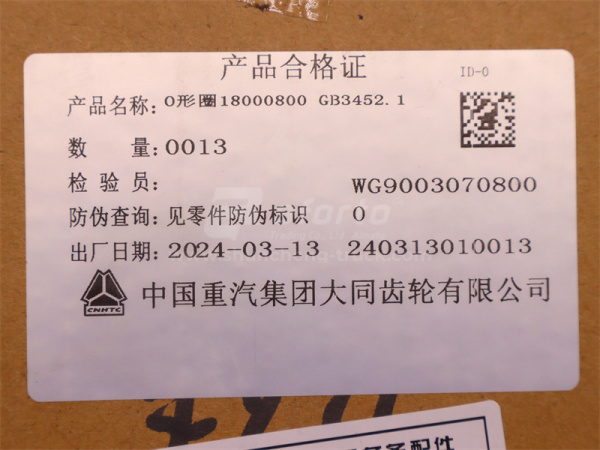 产品合格证
ID-0
产品名称: O形圈18000800 GB3452.1
数 量: 0013
检 验 员: WG9003070800
防伪查询: 见零件防伪标识 0
出厂日期: 2024-03-13 240313010013
CNHTC 中国重汽集团大同齿轮有限公司
配件